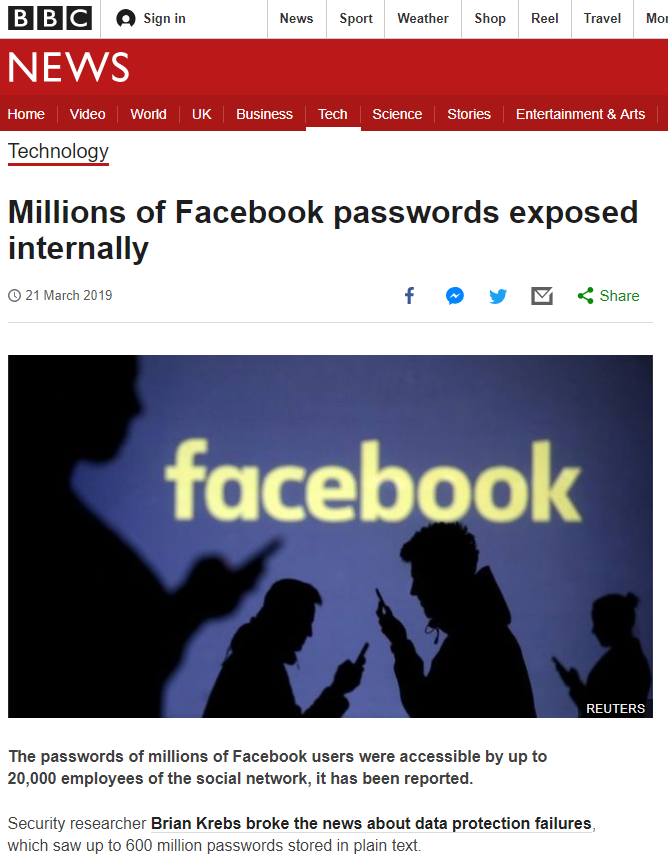 BBC Sign in News Sport Weather Shop Reel Travel
NEWS
Home Video World UK Business Tech Science Stories Entertainment & Arts
Technology
Millions of Facebook passwords exposed
internally
21 March 2019 Share
facebook
REUTERS
The passwords of millions of Facebook users were accessible by up to
20,000 employees of the social network, it has been reported.
Security researcher Brian Krebs broke the news about data protection failures,
which saw up to 600 million passwords stored in plain text.